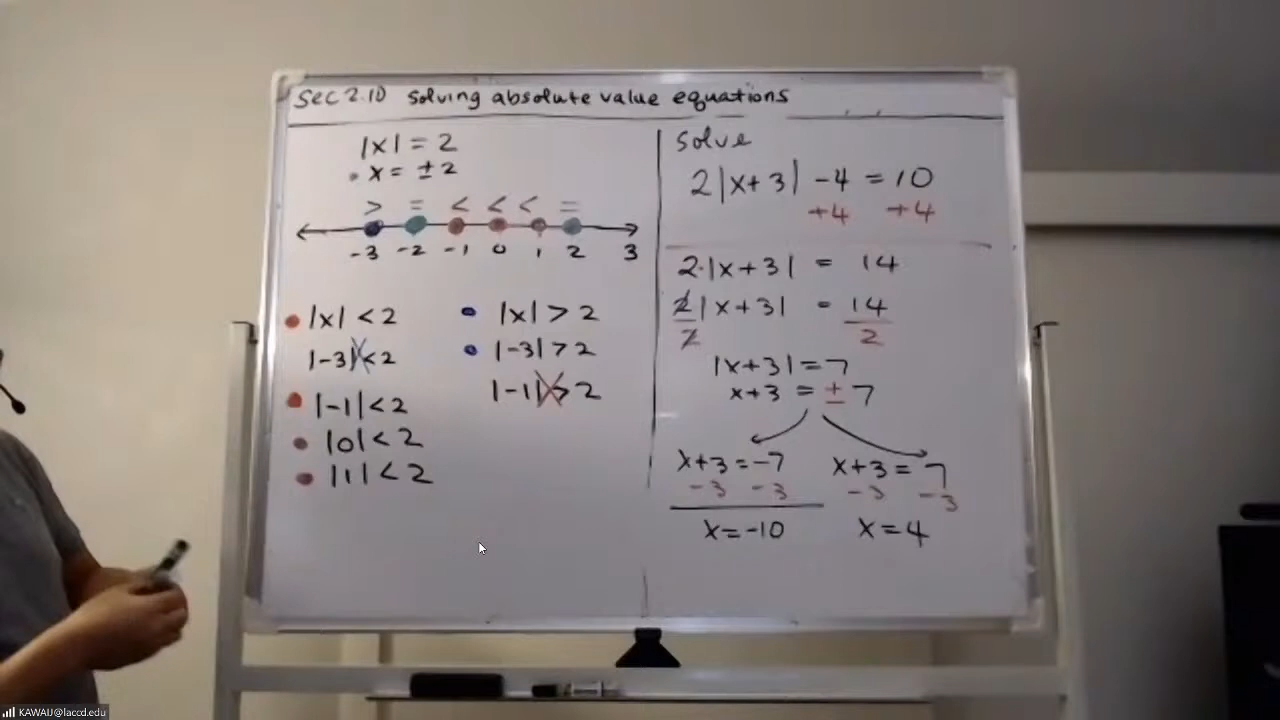 Sec 2.10 Solving absolute value equations
|x| = 2
x = ±2
> = < < < =
-3 -2 -1 0 1 2 3
|x| < 2
|-3| < 2
|-1| < 2
|0| < 2
|1| < 2
|x| > 2
|-3| > 2
|-1| > 2
Solve
2|x+3| -4 = 10
+4 +4
2·|x+3| = 14
2|x+3| = 14
2 2
|x+3| = 7
x+3 = ± 7
x+3 = -7
-3 -3
x = -10
x+3 = 7
-3 -3
x = 4
KAWAIJ@laccd.edu